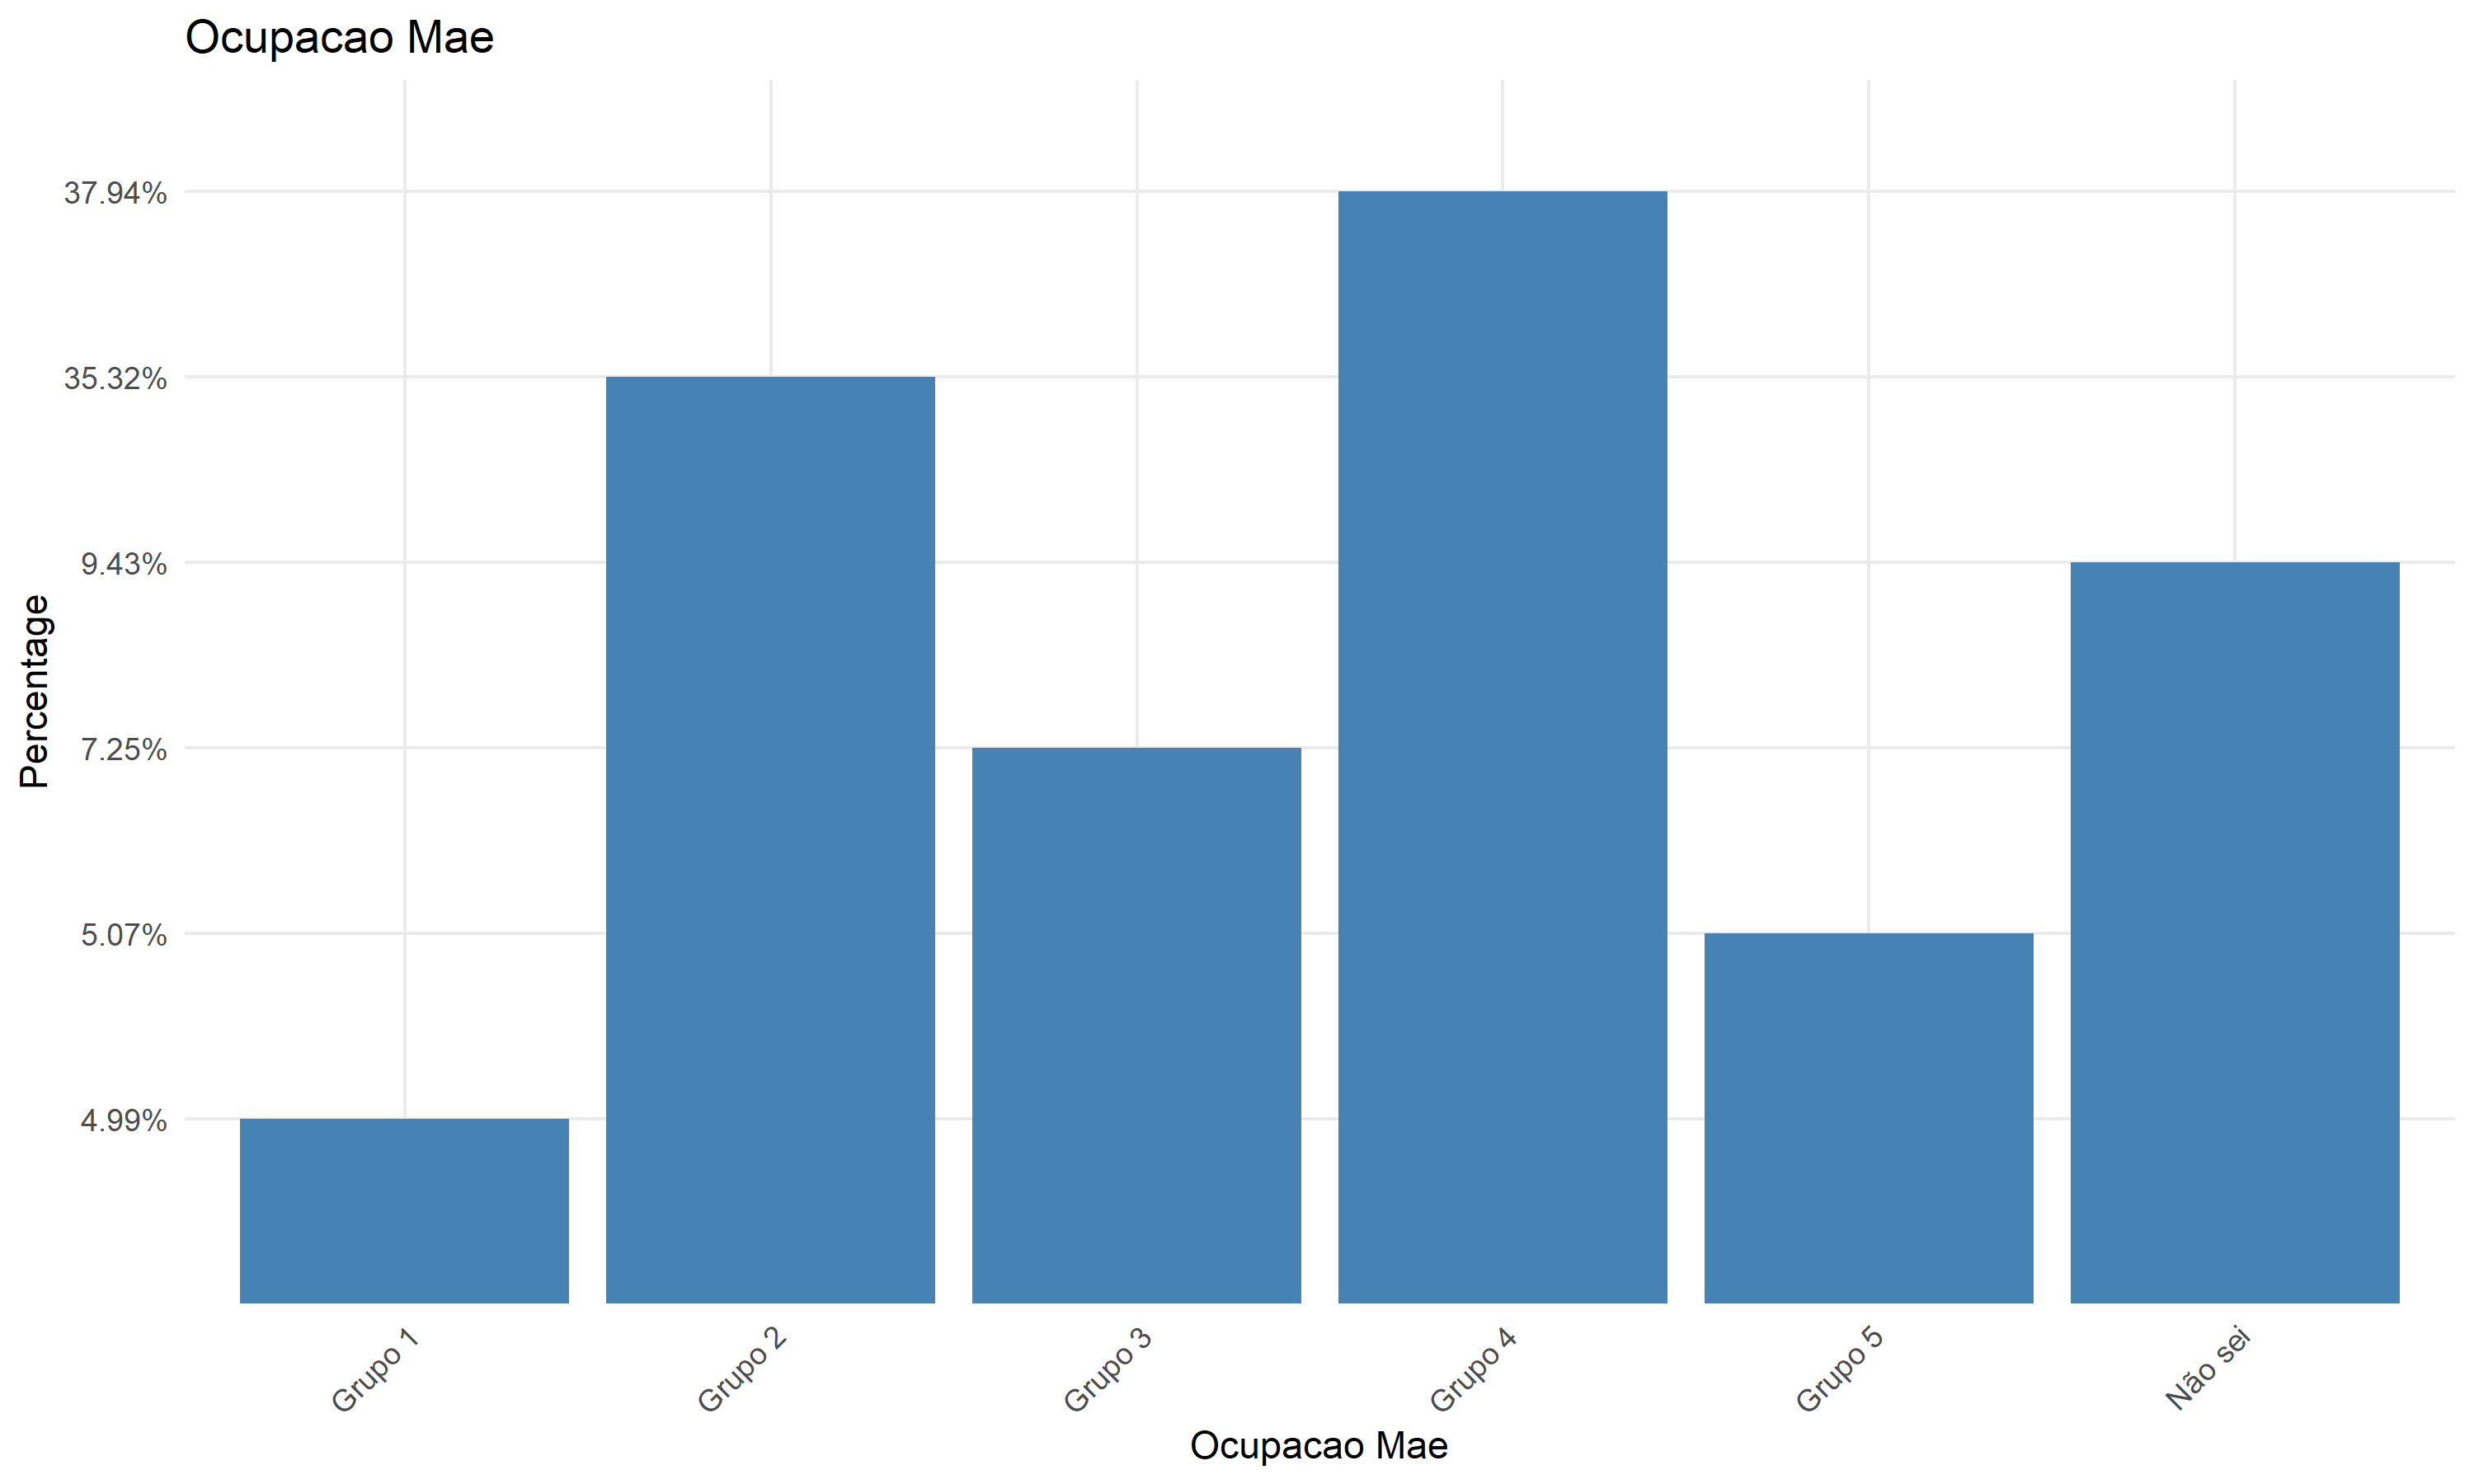 Ocupacao Mae
37.94%
35.32%
9.43%
7.25%
5.07%
4.99%
Percentage
Grupo 1
Grupo 2
Grupo 3
Grupo 4
Grupo 5
Não sei
Ocupacao Mae